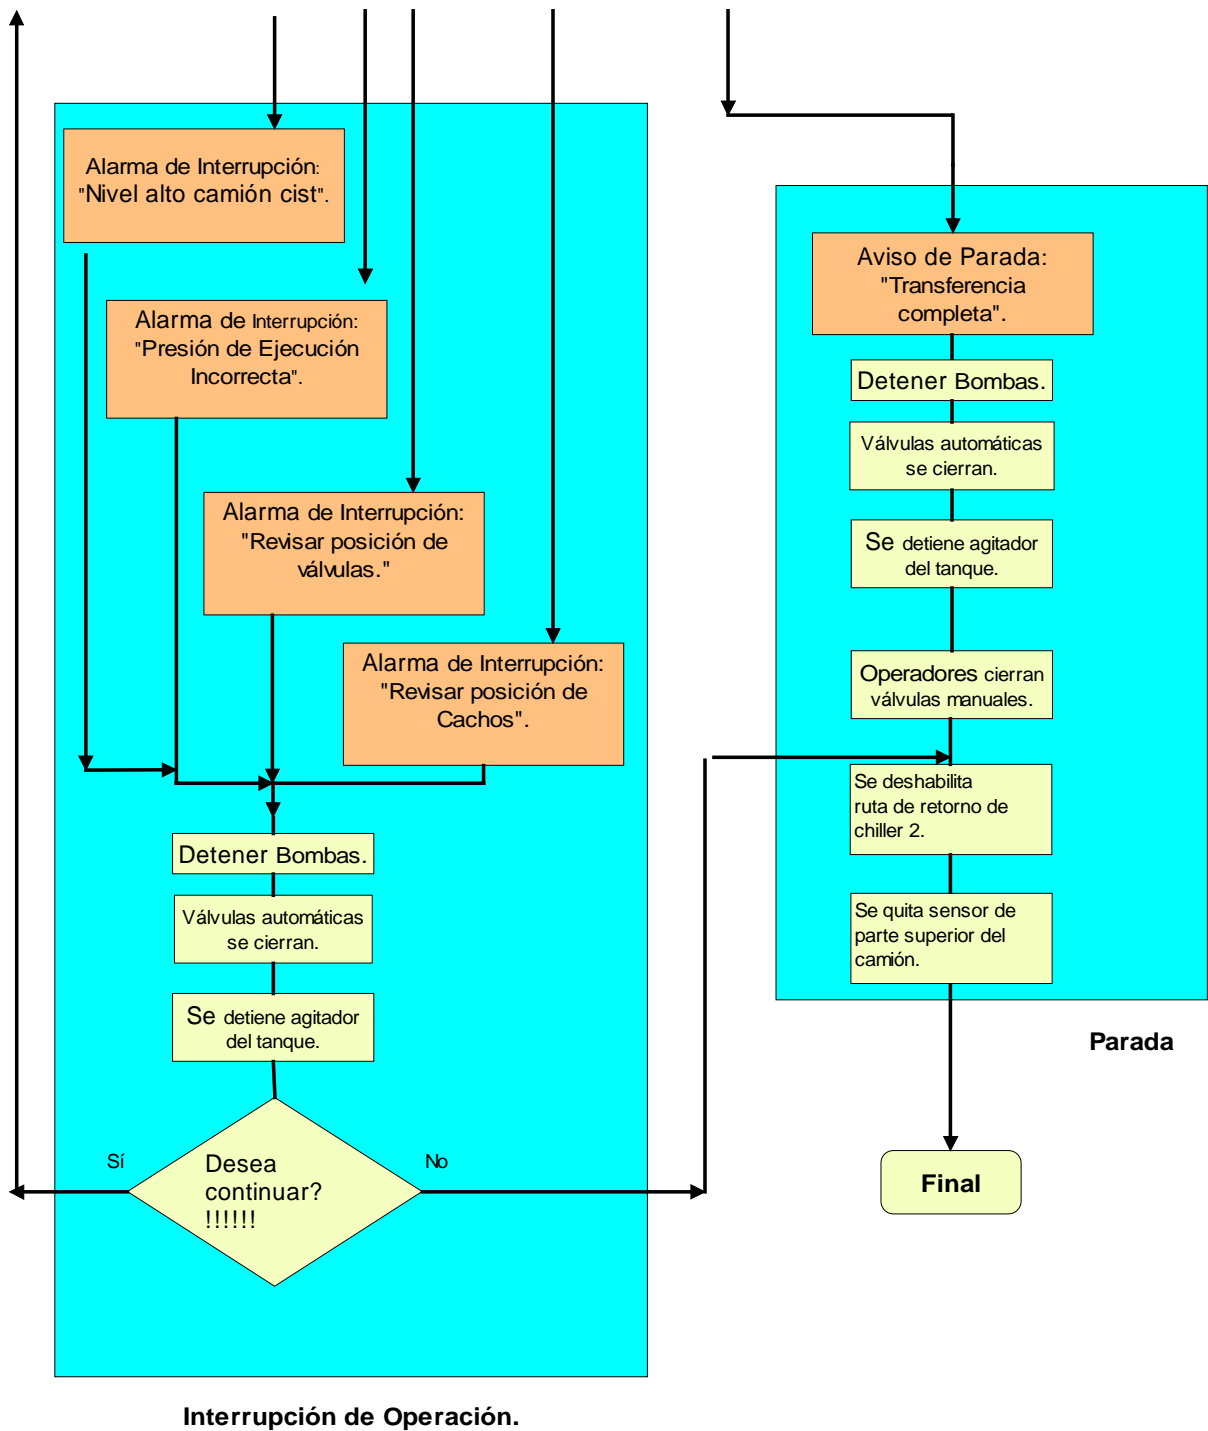 Alarma de Interrupción:
"Nivel alto camión cist".
Alarma de Interrupción:
"Presión de Ejecución
Incorrecta".
Alarma de Interrupción:
"Revisar posición de
válvulas."
Alarma de Interrupción:
"Revisar posición de
Cachos".
Detener Bombas.
Válvulas automáticas
se cierran.
Se detiene agitador
del tanque.
Sí
Desea
continuar?
!!!!!!
No
Interrupción de Operación.
Aviso de Parada:
"Transferencia
completa".
Detener Bombas.
Válvulas automáticas
se cierran.
Se detiene agitador
del tanque.
Operadores cierran
válvulas manuales.
Se deshabilita
ruta de retorno de
chiller 2.
Se quita sensor de
parte superior del
camión.
Parada
Final